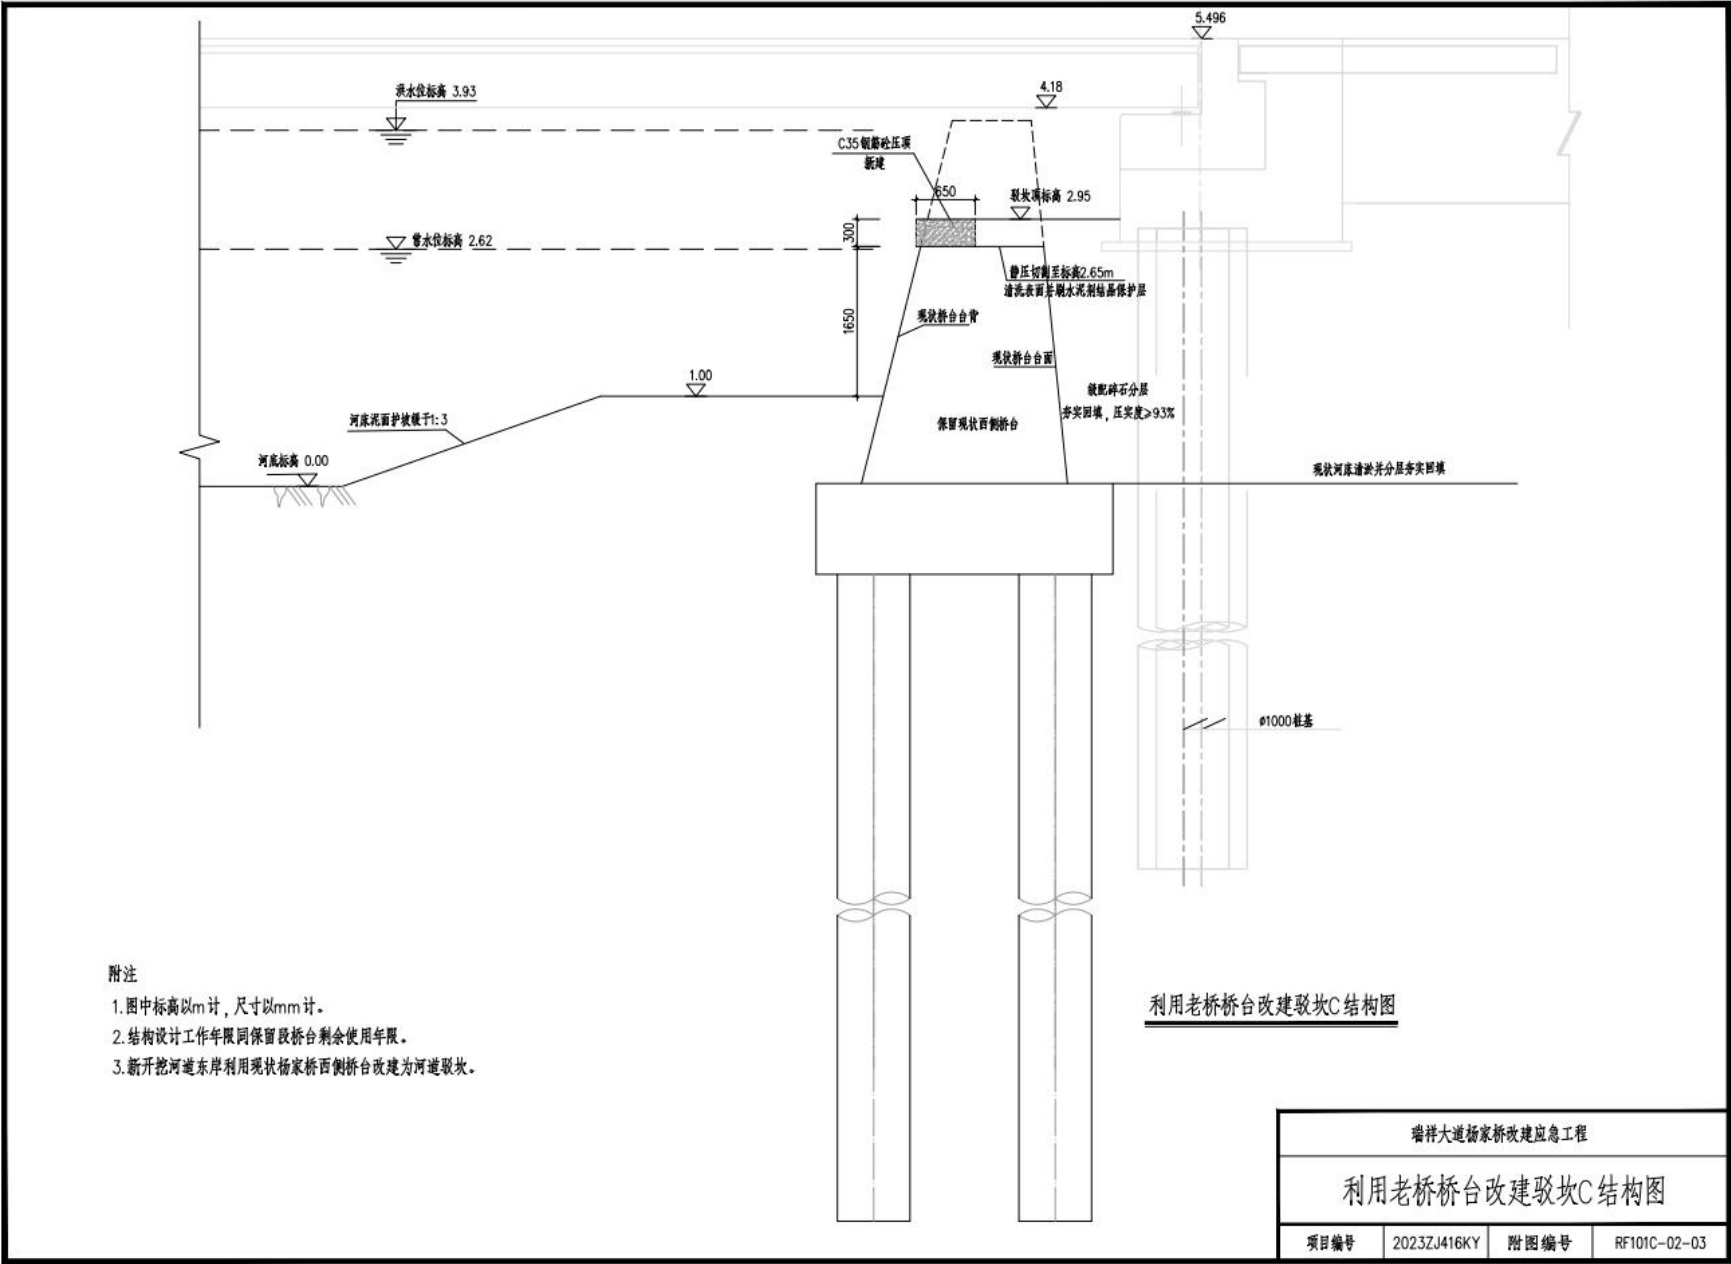 5.496
洪水位标高 3.93
4.18
C35钢筋砼压顶
新建
650
驳坎顶标高 2.95
300
常水位标高 2.62
静压切割至标高2.65m
清洗表面并刷水泥剂结晶保护层
现状桥台台背
1650
现状桥台台面
1.00
级配碎石分层
夯实回填，压实度≥93%
河床泥面护坡缓于1:3
保留现状西侧桥台
河底标高 0.00
现状河床清淤并分层夯实回填
ø1000桩基
附注
1.图中标高以m计，尺寸以mm计。
2.结构设计工作年限同保留段桥台剩余使用年限。
3.新开挖河道东岸利用现状杨家桥西侧桥台改建为河道驳坎。
利用老桥桥台改建驳坎C结构图
瑞祥大道杨家桥改建应急工程
利用老桥桥台改建驳坎C结构图
项目编号 2023ZJ416KY 附图编号 RF101C-02-03